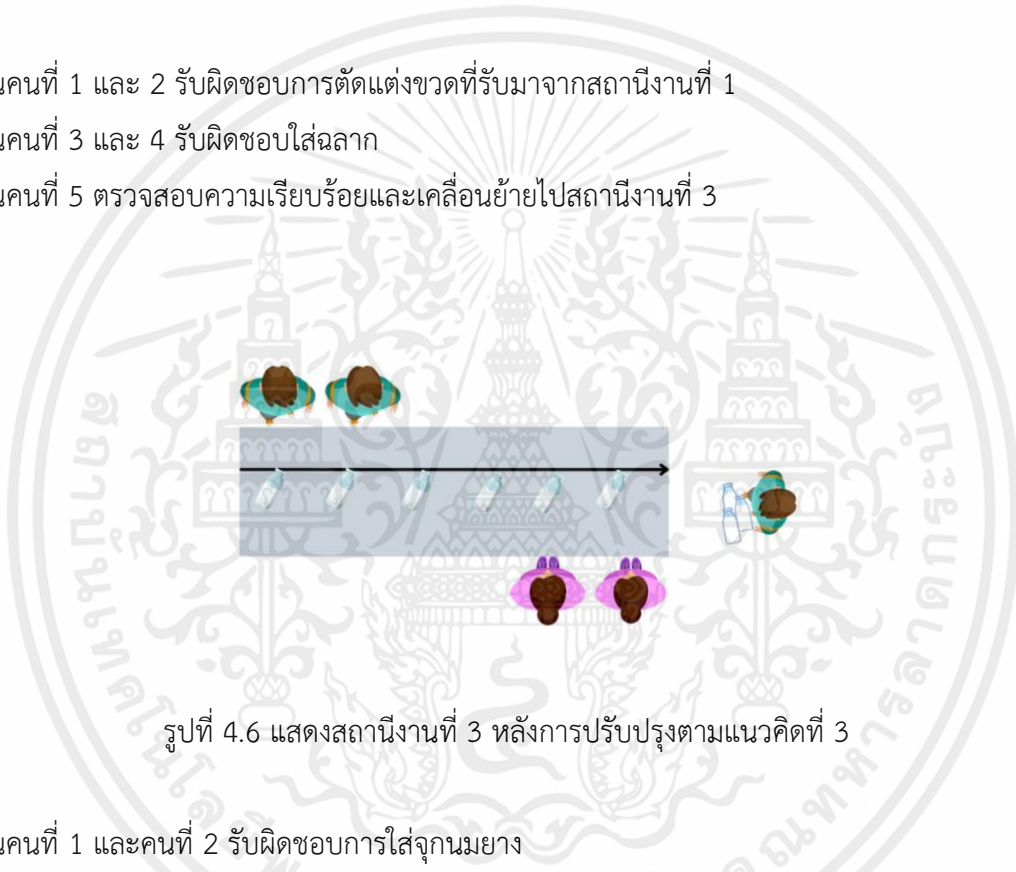 นคนที่ 1 และ 2 รับผิดชอบการตัดแต่งขวดที่รับมาจากสถานีงานที่ 1
นคนที่ 3 และ 4 รับผิดชอบใส่ฉลาก
นคนที่ 5 ตรวจสอบความเรียบร้อยและเคลื่อนย้ายไปสถานีงานที่ 3
รูปที่ 4.6 แสดงสถานีงานที่ 3 หลังการปรับปรุงตามแนวคิดที่ 3
นคนที่ 1 และคนที่ 2 รับผิดชอบการใส่จุกนมยาง